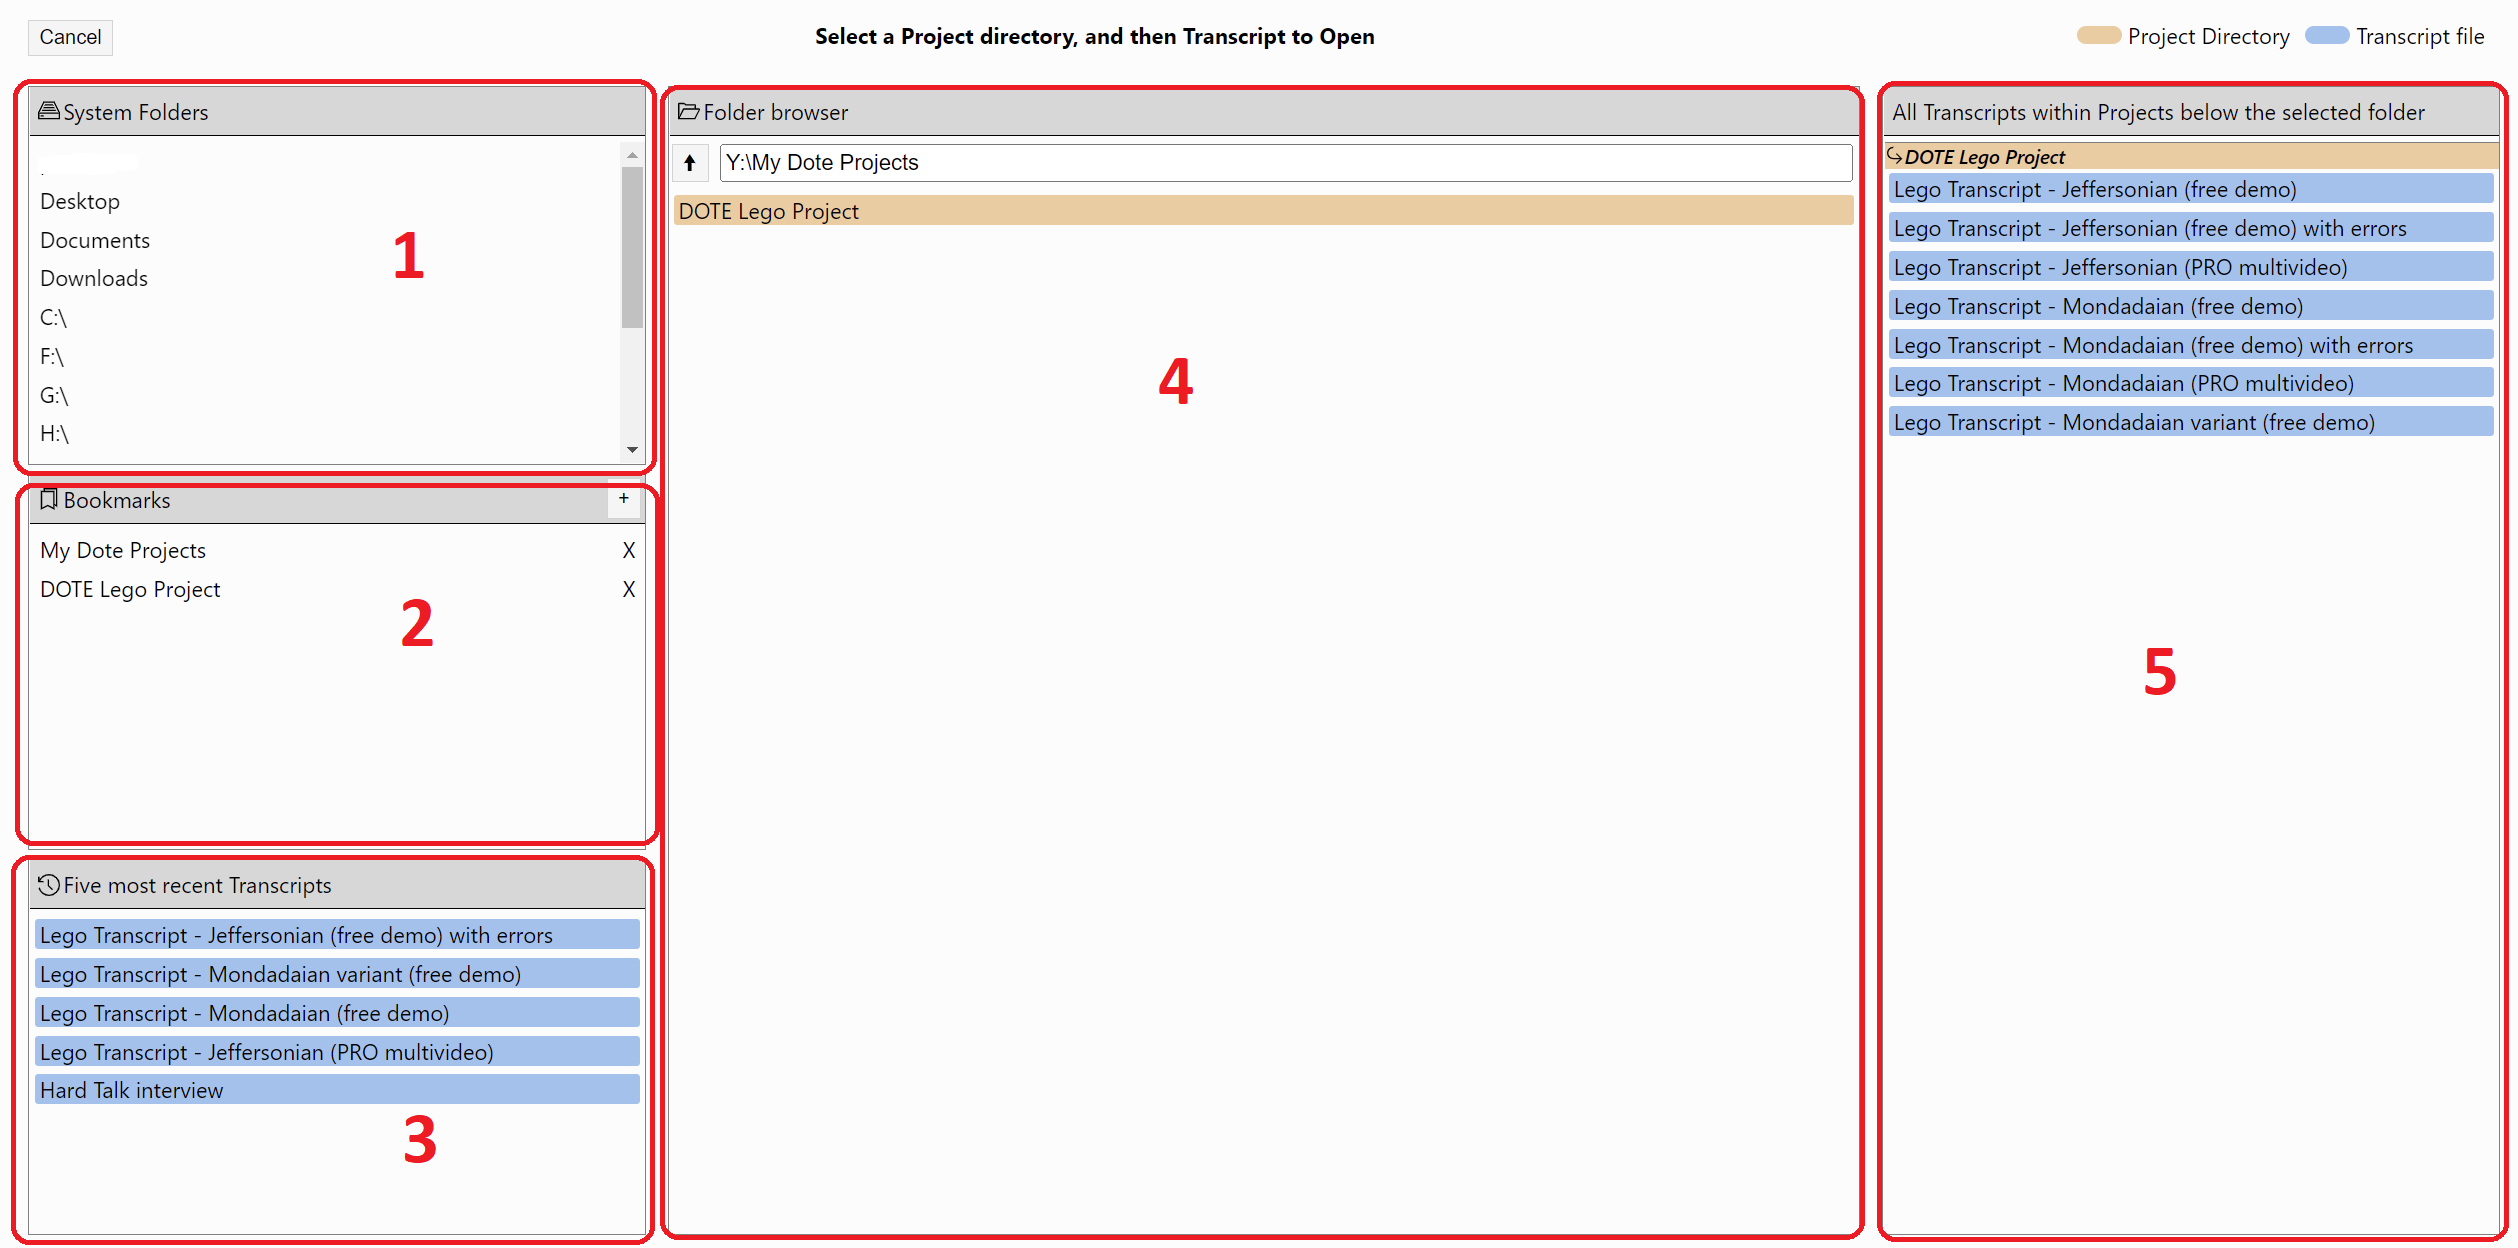 Cancel
Select a Project directory, and then Transcript to Open
Project Directory
Transcript file
System Folders
Desktop
Documents
Downloads
C:\
F:\
G:\
H:\
1
Bookmarks
+
My Dote Projects X
DOTE Lego Project X
2
Five most recent Transcripts
Lego Transcript - Jeffersonian (free demo) with errors
Lego Transcript - Mondadaian variant (free demo)
Lego Transcript - Mondadaian (free demo)
Lego Transcript - Jeffersonian (PRO multivideo)
Hard Talk interview
3
Folder browser
Y:\My Dote Projects
DOTE Lego Project
4
All Transcripts within Projects below the selected folder
DOTE Lego Project
Lego Transcript - Jeffersonian (free demo)
Lego Transcript - Jeffersonian (free demo) with errors
Lego Transcript - Jeffersonian (PRO multivideo)
Lego Transcript - Mondadaian (free demo)
Lego Transcript - Mondadaian (free demo) with errors
Lego Transcript - Mondadaian (PRO multivideo)
Lego Transcript - Mondadaian variant (free demo)
5